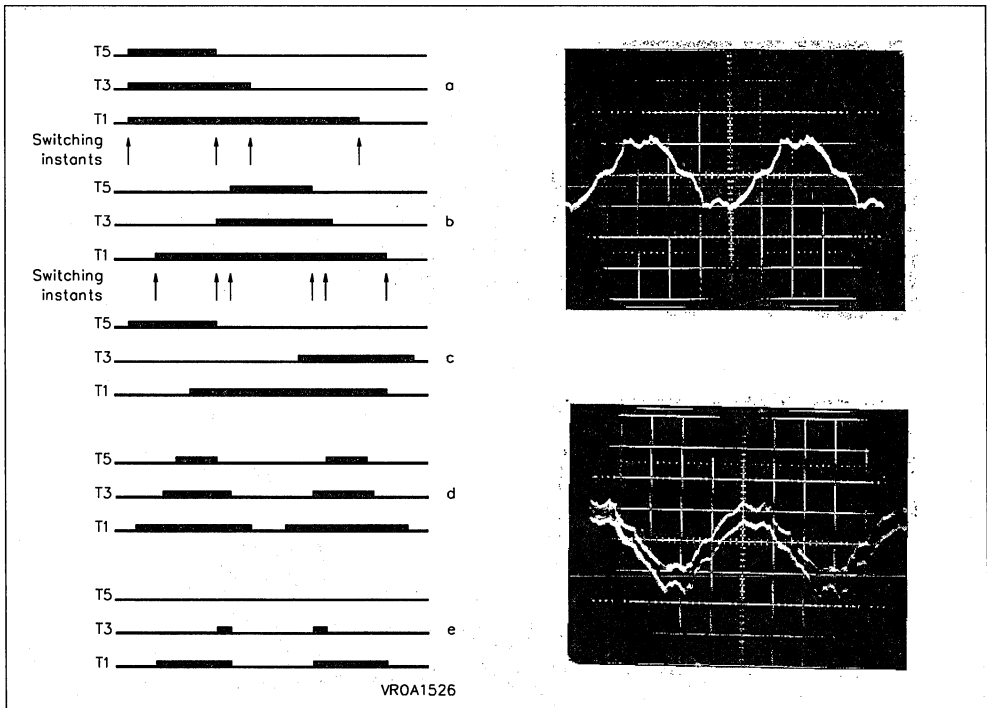 T5
T3 a
T1
Switching
instants
T5
T3 b
T1
Switching
instants
T5
T3 c
T1
T5
T3 d
T1
T5
T3 e
T1
VR0A1526